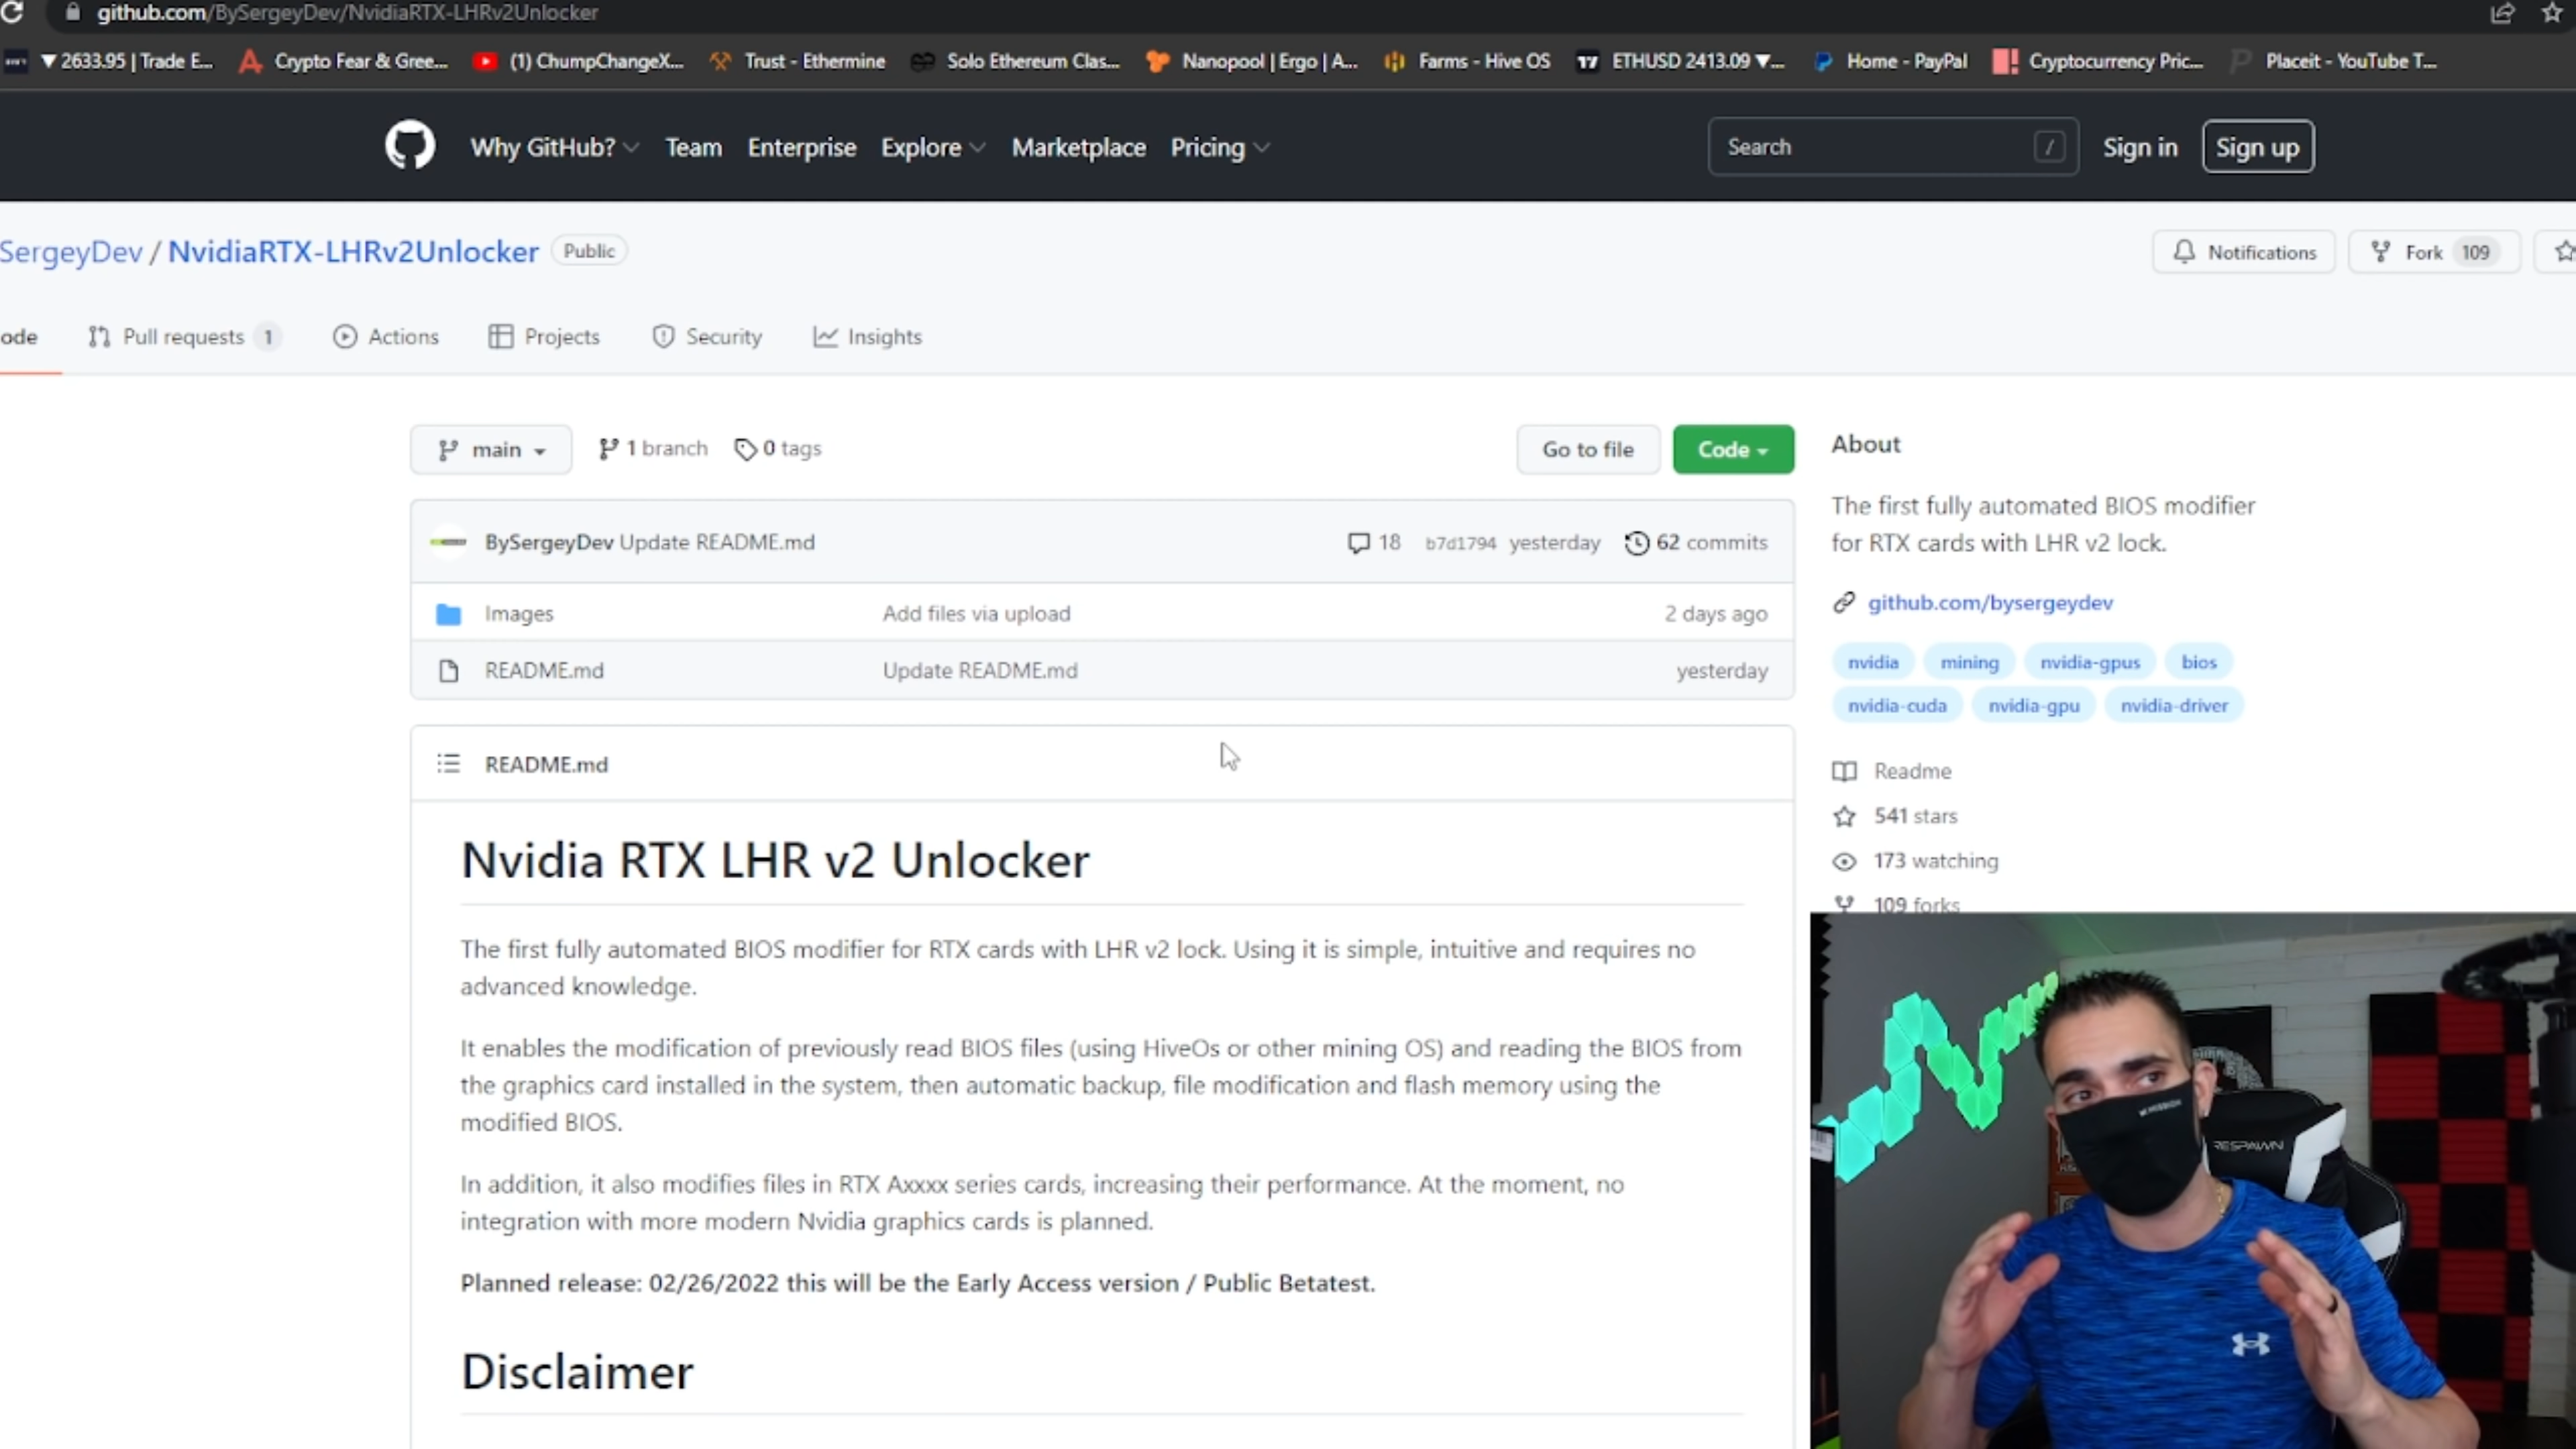 github.com/BySergeyDev/NvidiaRTX-LHRv2Unlocker
▼ 2633.95 | Trade E... Crypto Fear & Gree... (1) ChumpChangeX... Trust - Ethermine Solo Ethereum Clas... Nanopool | Ergo | A... Farms - Hive OS ETHUSD 2413.09 ▼... Home - PayPal Cryptocurrency Pric... Placeit - YouTube T...
Why GitHub? Team Enterprise Explore Marketplace Pricing Search / Sign in Sign up
SergeyDev / NvidiaRTX-LHRv2Unlocker Public Notifications Fork 109
ode Pull requests 1 Actions Projects Security Insights
main 1 branch 0 tags Go to file Code
BySergeyDev Update README.md 18 b7d1794 yesterday 62 commits
Images Add files via upload 2 days ago
README.md Update README.md yesterday
README.md
Nvidia RTX LHR v2 Unlocker
The first fully automated BIOS modifier for RTX cards with LHR v2 lock. Using it is simple, intuitive and requires no
advanced knowledge.
It enables the modification of previously read BIOS files (using HiveOs or other mining OS) and reading the BIOS from
the graphics card installed in the system, then automatic backup, file modification and flash memory using the
modified BIOS.
In addition, it also modifies files in RTX Axxxx series cards, increasing their performance. At the moment, no
integration with more modern Nvidia graphics cards is planned.
Planned release: 02/26/2022 this will be the Early Access version / Public Betatest.
Disclaimer
About
The first fully automated BIOS modifier
for RTX cards with LHR v2 lock.
github.com/bysergeydev
nvidia mining nvidia-gpus bios
nvidia-cuda nvidia-gpu nvidia-driver
Readme
541 stars
173 watching
109 forks
RESPAWN